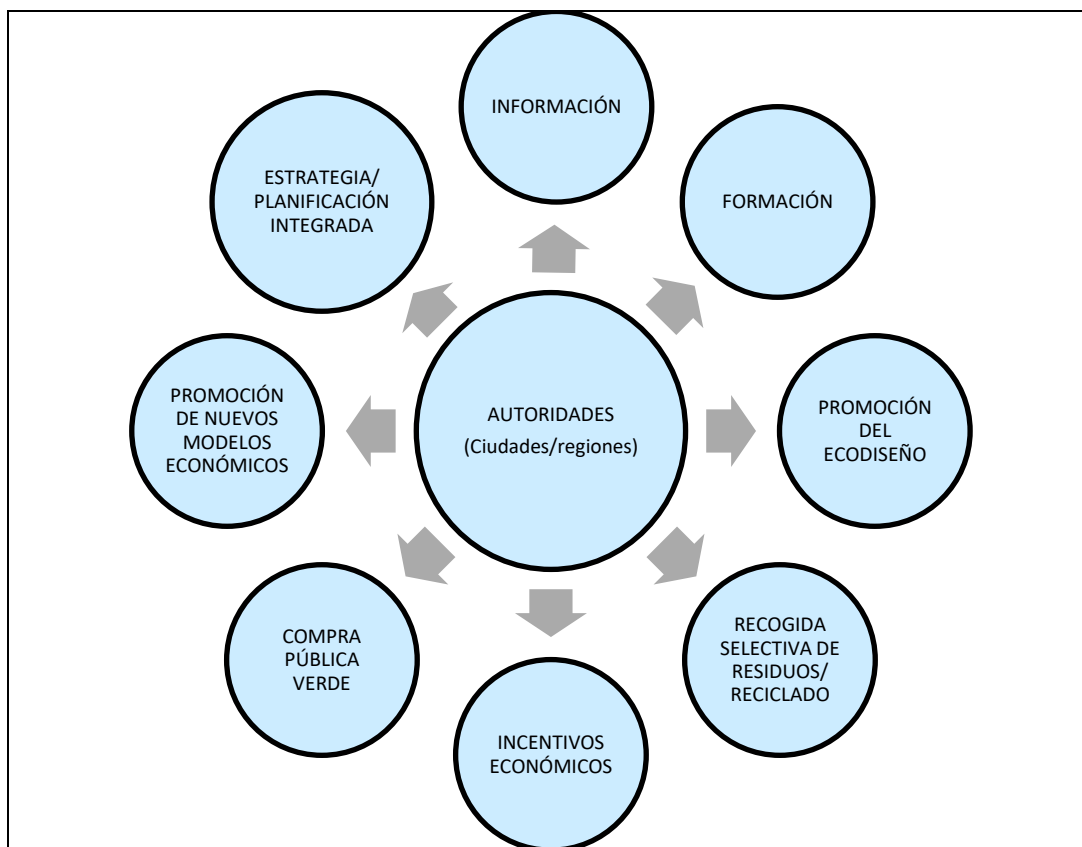 INFORMACIÓN
FORMACIÓN
PROMOCIÓN
DEL
ECODISEÑO
RECOGIDA
SELECTIVA DE
RESIDUOS/
RECICLADO
INCENTIVOS
ECONÓMICOS
COMPRA
PÚBLICA
VERDE
PROMOCIÓN
DE NUEVOS
MODELOS
ECONÓMICOS
ESTRATEGIA/
PLANIFICACIÓN
INTEGRADA
AUTORIDADES
(Ciudades/regiones)